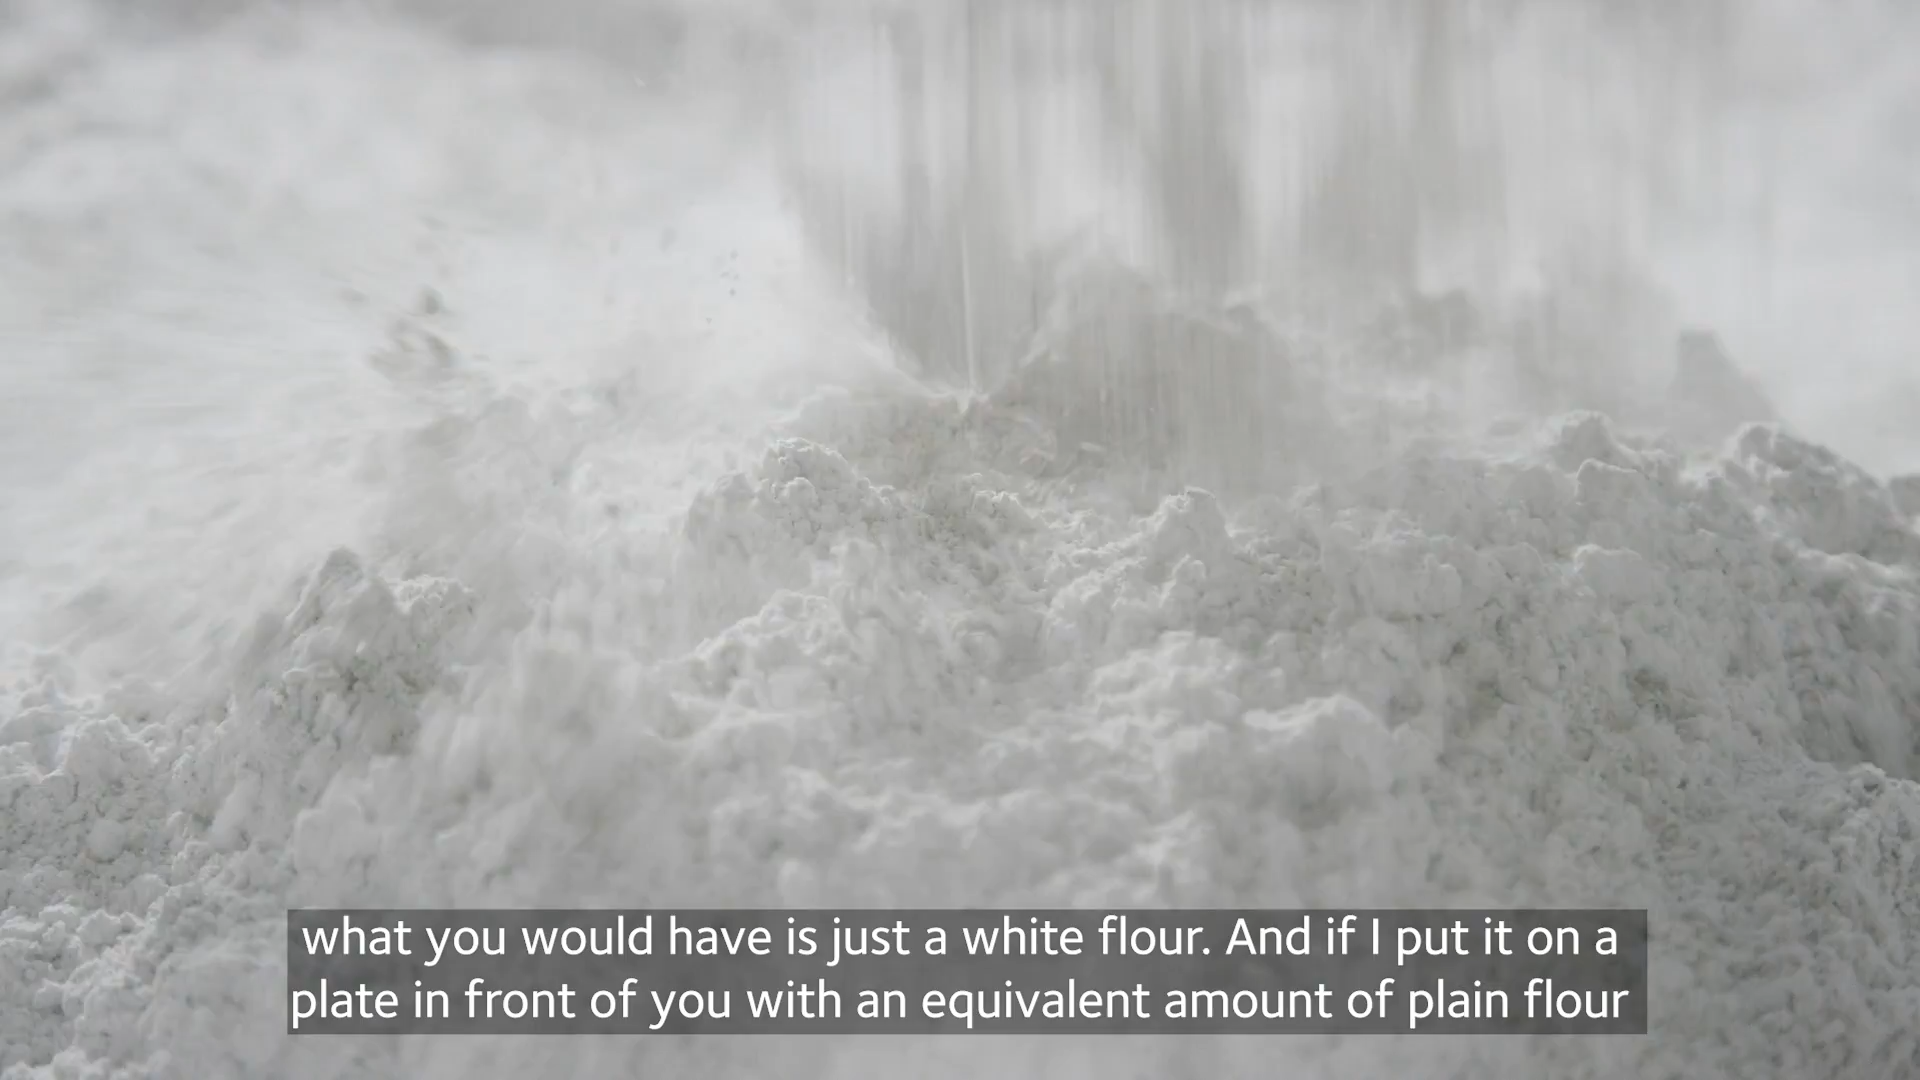 what you would have is just a white flour. And if I put it on a
plate in front of you with an equivalent amount of plain flour